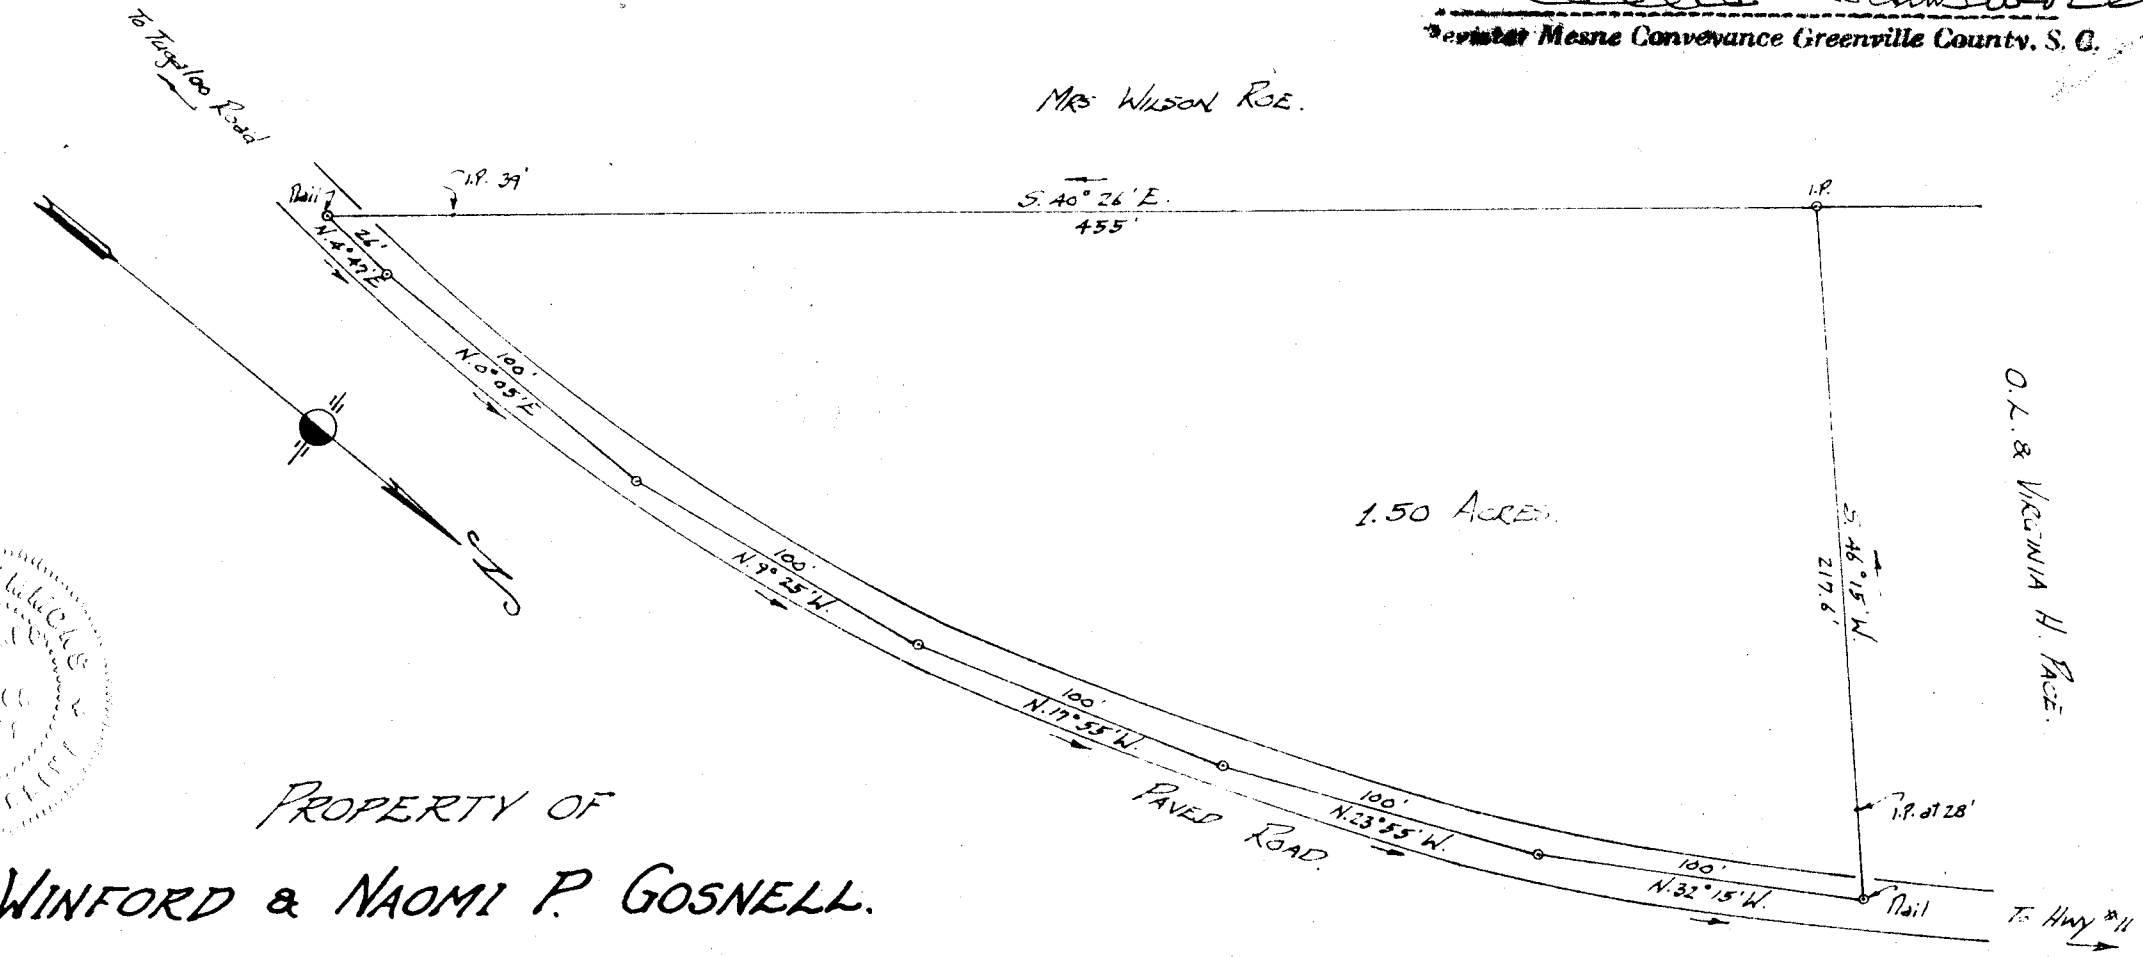 Mesne Conveyance Greenville County, S. C.
To Tugaloo Road
MRS WILSON ROE.
Nail
I.P. 39'
S. 40° 26' E.
455'
I.P.
26'
N. 4° 47' E
100'
N. 0° 05' E
100'
N. 9° 25' W.
100'
N. 17° 55' W.
100'
N. 23° 55' W.
100'
N. 32° 15' W.
1.50 ACRES.
S. 46° 15' W.
217.6'
O. L. & VIRGINIA H. PACE.
I.P. at 28'
Nail
PAVED ROAD
To Hwy #11
PROPERTY OF
WINFORD & NAOMI P. GOSNELL.